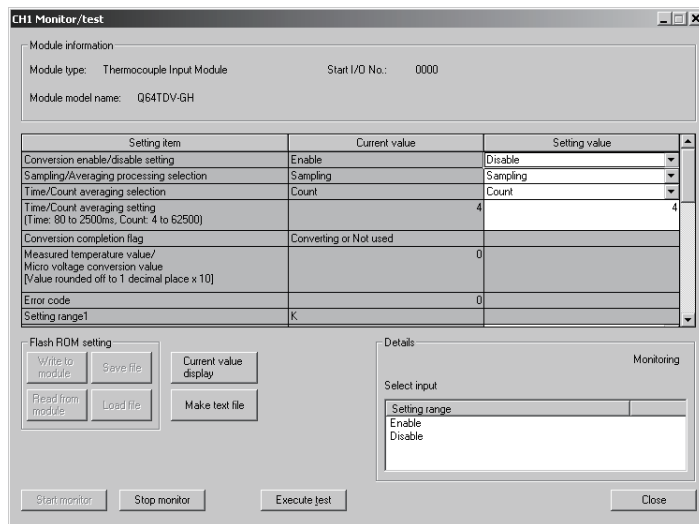 CH1 Monitor/test
Module information
Module type: Thermocouple Input Module Start I/O No.: 0000
Module model name: Q64TDV-GH
Setting item Current value Setting value
Conversion enable/disable setting Enable Disable
Sampling/Averaging processing selection Sampling Sampling
Time/Count averaging selection Count Count
Time/Count averaging setting 4 4
(Time: 80 to 2500ms, Count: 4 to 62500)
Conversion completion flag Converting or Not used
Measured temperature value/ 0
Micro voltage conversion value
[Value rounded off to 1 decimal place x 10]
Error code 0
Setting range1 K
Flash ROM setting
Write to
module
Save file
Current value
display
Read from
module
Load file
Make text file
Details
Monitoring
Select input
Setting range
Enable
Disable
Start monitor Stop monitor Execute test Close